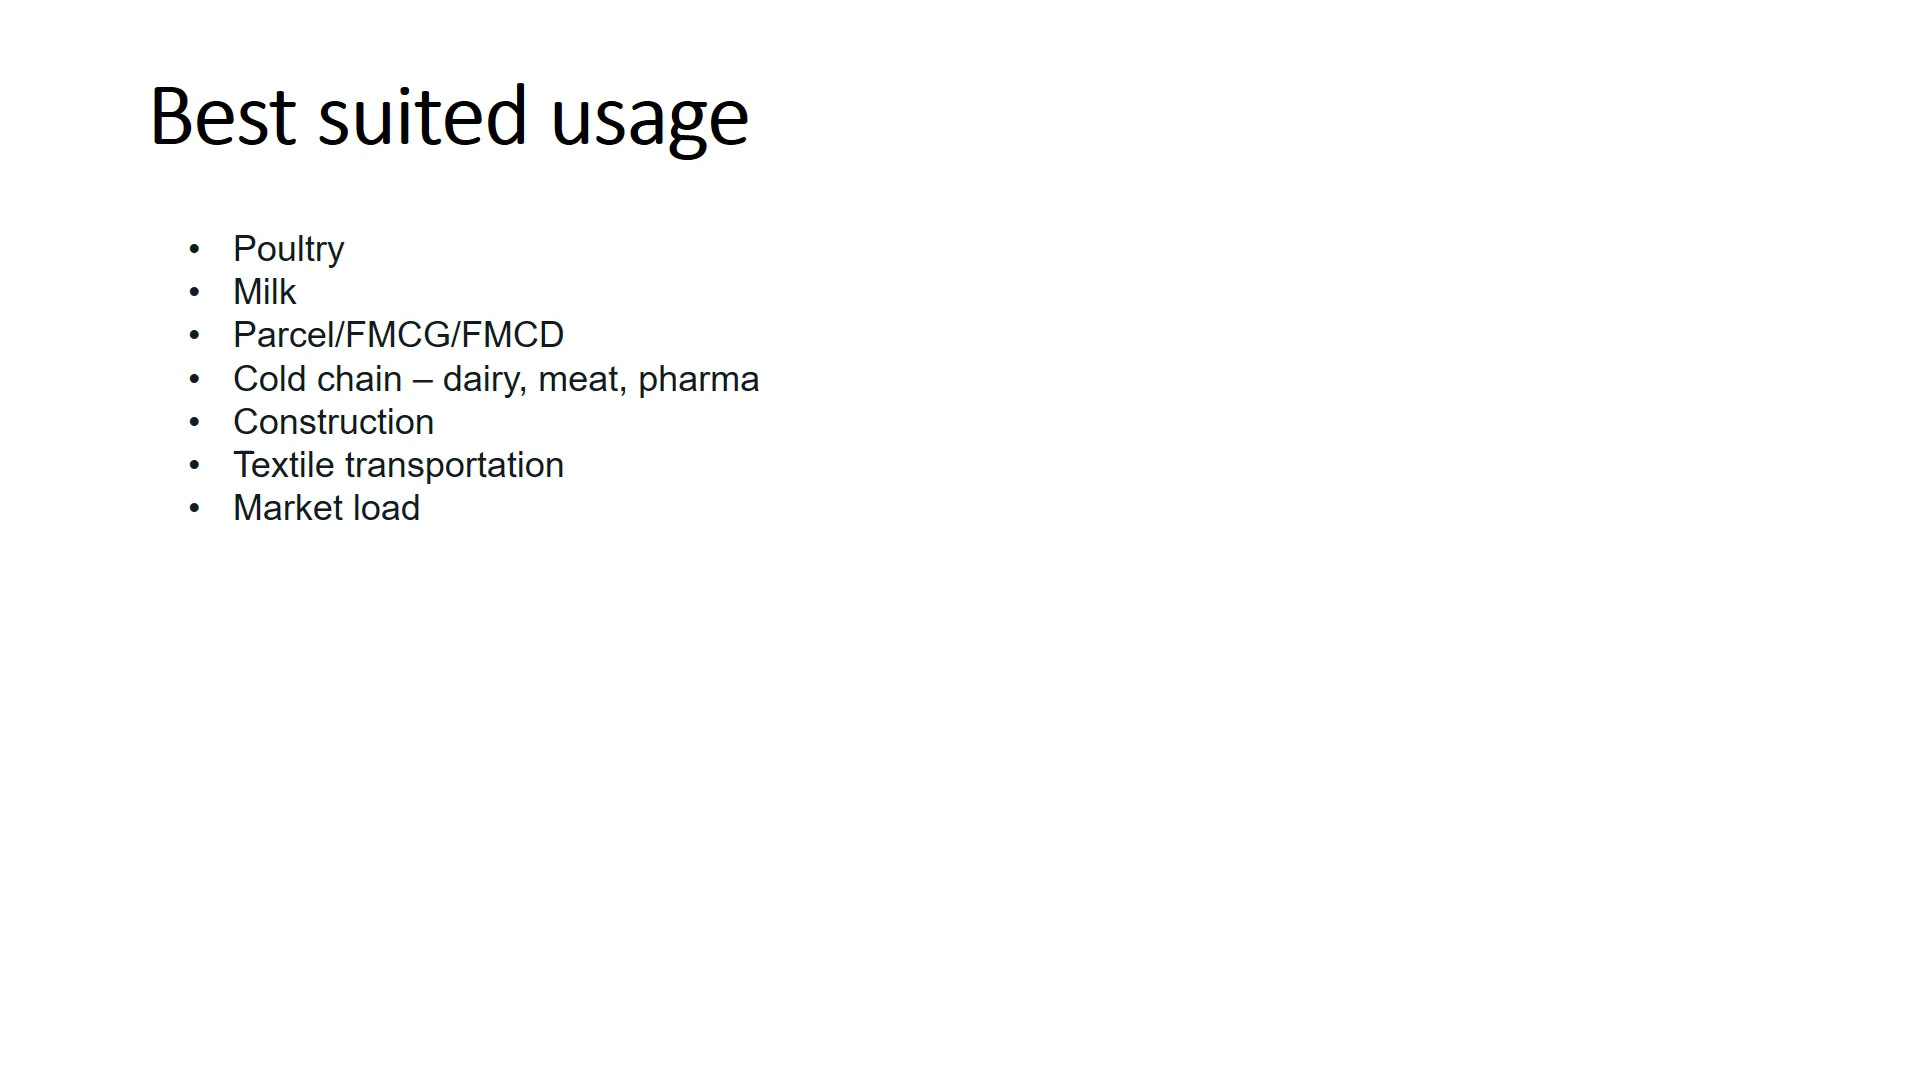 Best suited usage
• Poultry
• Milk
• Parcel/FMCG/FMCD
• Cold chain – dairy, meat, pharma
• Construction
• Textile transportation
• Market load